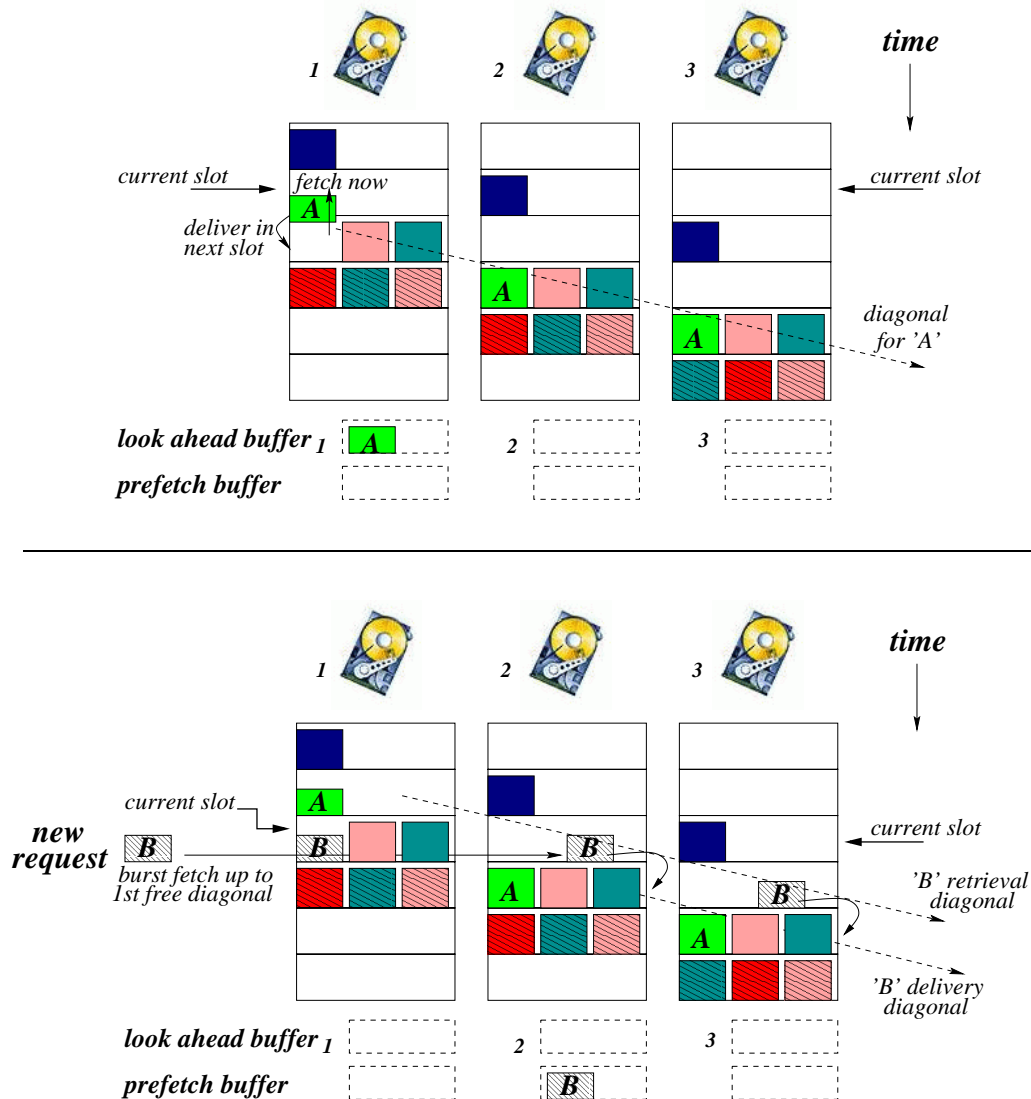 1
2
3
time
current slot
fetch now
current slot
A
deliver in
next slot
A
A
diagonal
for 'A'
look ahead buffer
1
A
2
3
prefetch buffer
1
2
3
time
current slot
A
new
request
B
B
B
current slot
burst fetch up to
1st free diagonal
A
B
'B' retrieval
diagonal
A
'B' delivery
diagonal
look ahead buffer
1
2
3
prefetch buffer
B